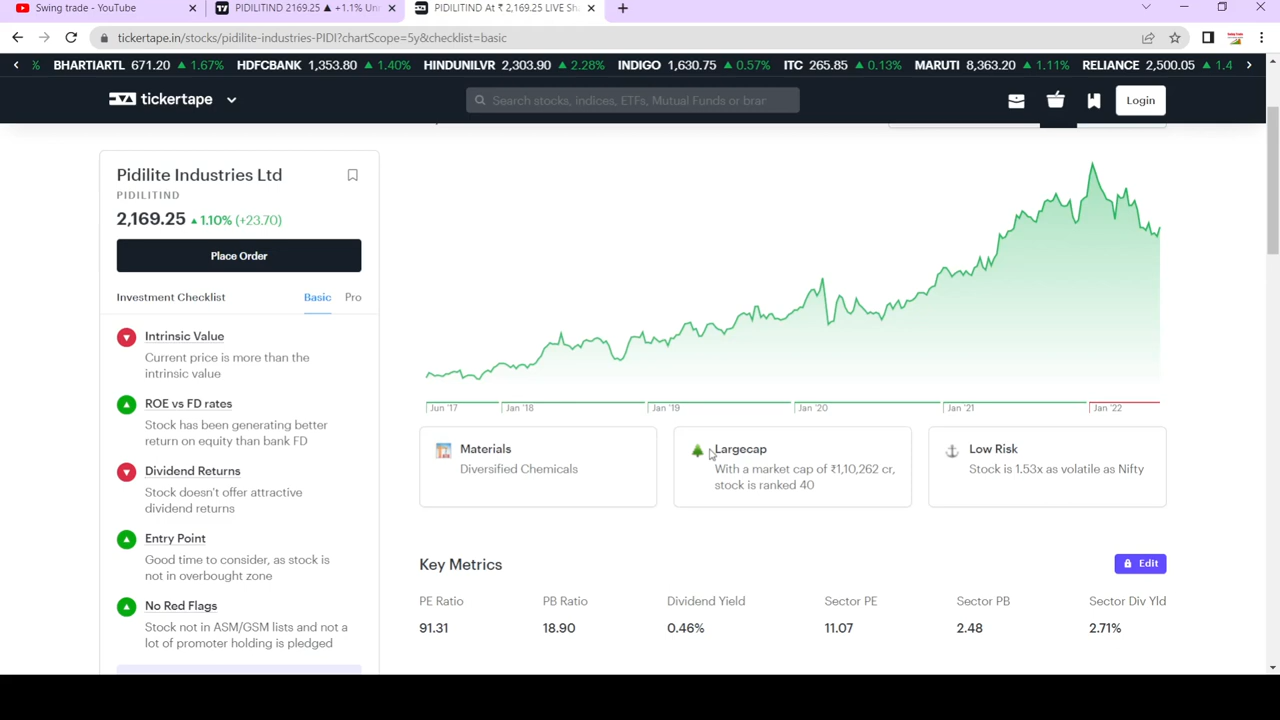 Swing trade - YouTube
PIDILITIND 2169.25 ▲ +1.1% Unr
PIDILITIND At ₹ 2,169.25 LIVE Sh
tickertape.in/stocks/pidilite-industries-PIDI?chartScope=5y&checklist=basic
% BHARTIARTL 671.20 ▲ 1.67% HDFCBANK 1,353.80 ▲ 1.40% HINDUNILVR 2,303.90 ▲ 2.28% INDIGO 1,630.75 ▲ 0.57% ITC 265.85 ▲ 0.13% MARUTI 8,363.20 ▲ 1.11% RELIANCE 2,500.05 ▲ 1.4
tickertape
Search stocks, indices, ETFs, Mutual Funds or brar
Login
Pidilite Industries Ltd
PIDILITIND
2,169.25 ▲ 1.10% (+23.70)
Place Order
Investment Checklist Basic Pro
Intrinsic Value
Current price is more than the
intrinsic value
ROE vs FD rates
Stock has been generating better
return on equity than bank FD
Dividend Returns
Stock doesn't offer attractive
dividend returns
Entry Point
Good time to consider, as stock is
not in overbought zone
No Red Flags
Stock not in ASM/GSM lists and not a
lot of promoter holding is pledged
Jun '17 Jan '18 Jan '19 Jan '20 Jan '21 Jan '22
Materials
Diversified Chemicals
Largecap
With a market cap of ₹1,10,262 cr,
stock is ranked 40
Low Risk
Stock is 1.53x as volatile as Nifty
Key Metrics
Edit
PE Ratio PB Ratio Dividend Yield Sector PE Sector PB Sector Div Yld
91.31 18.90 0.46% 11.07 2.48 2.71%